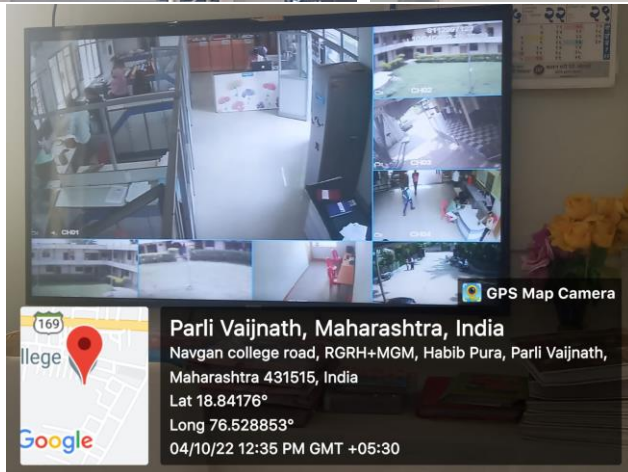 CH02
CH03
CH01
CH04
GPS Map Camera
169
llege
Google
Parli Vaijnath, Maharashtra, India
Navgan college road, RGRH+MGM, Habib Pura, Parli Vaijnath,
Maharashtra 431515, India
Lat 18.84176°
Long 76.528853°
04/10/22 12:35 PM GMT +05:30